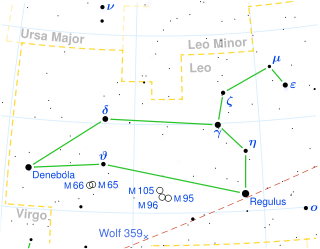 ν
Ursa Major
Leo Minor
Leo
μ
ε
ζ
δ
γ
η
ϑ
Denebola
M 66
M 65
M 105
M 95
M 96
Regulus
ο
Virgo
Wolf 359